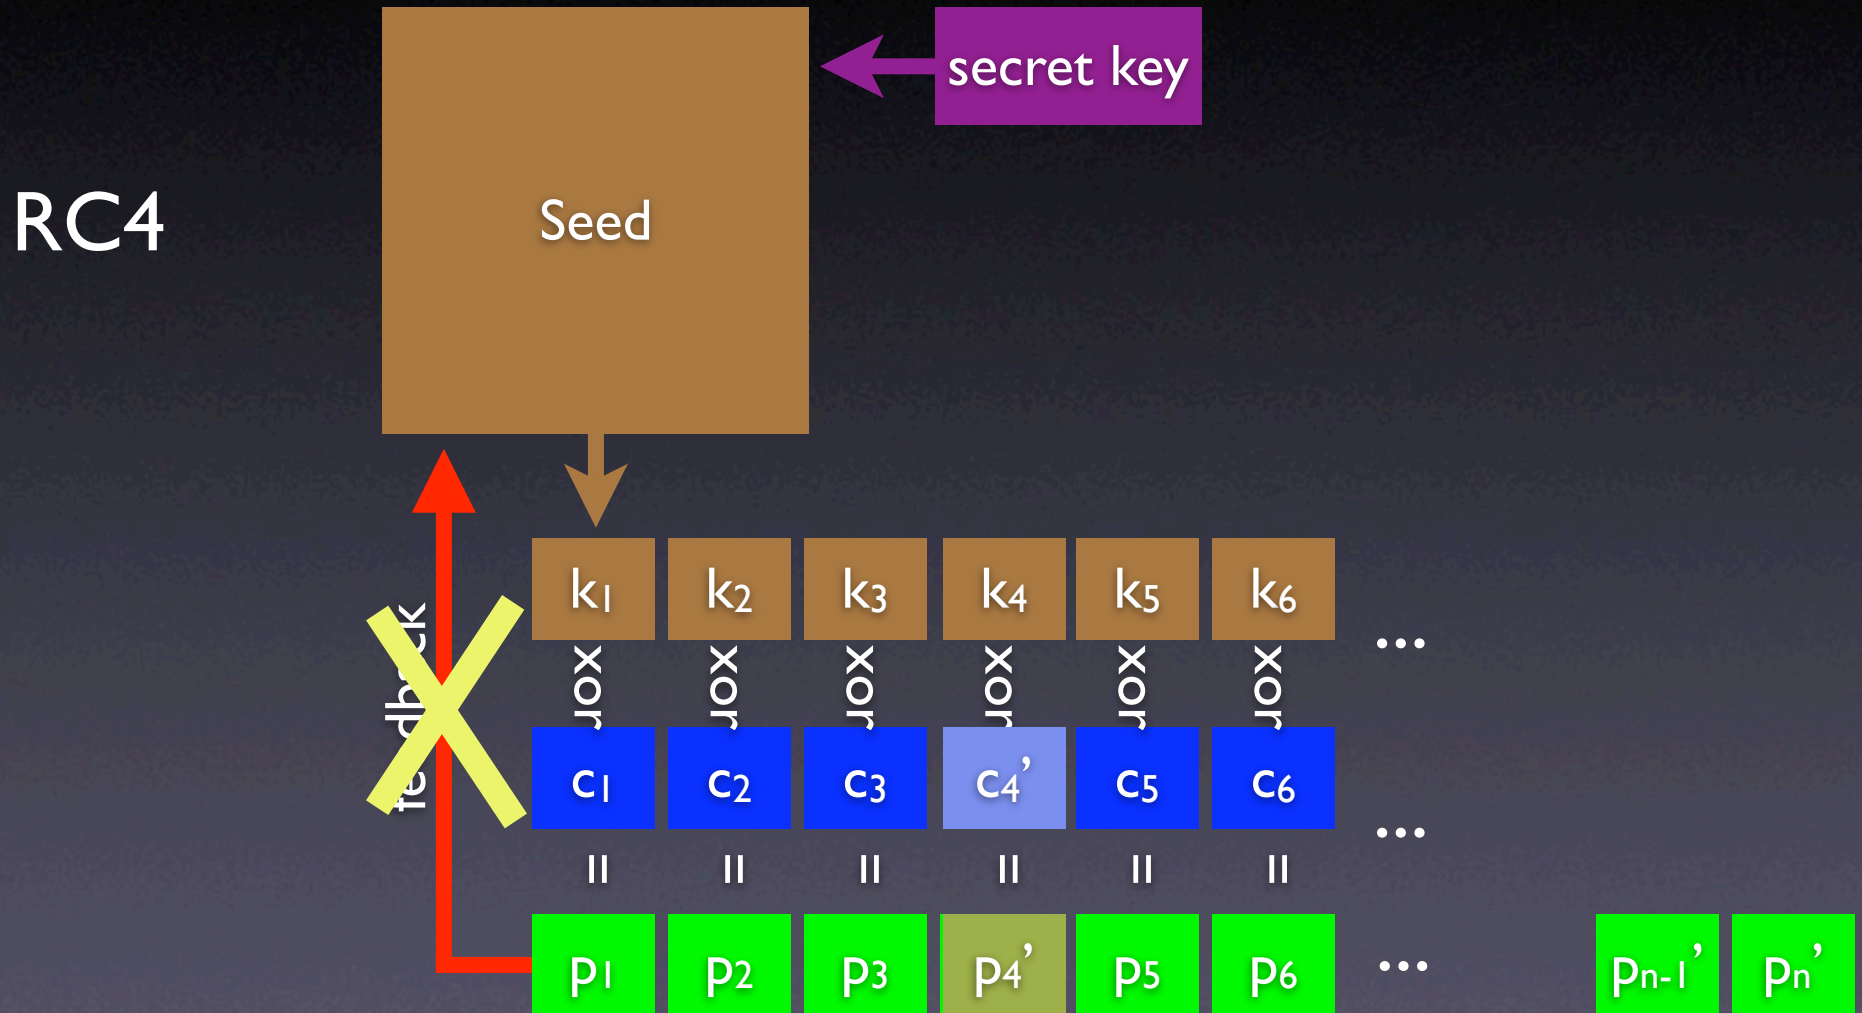 secret key
RC4
Seed
feedback
k1 k2 k3 k4 k5 k6 ...
xor xor xor xor xor xor
c1 c2 c3 c4’ c5 c6 ...
= = = = = =
p1 p2 p3 p4’ p5 p6 ... pn-1’ pn’